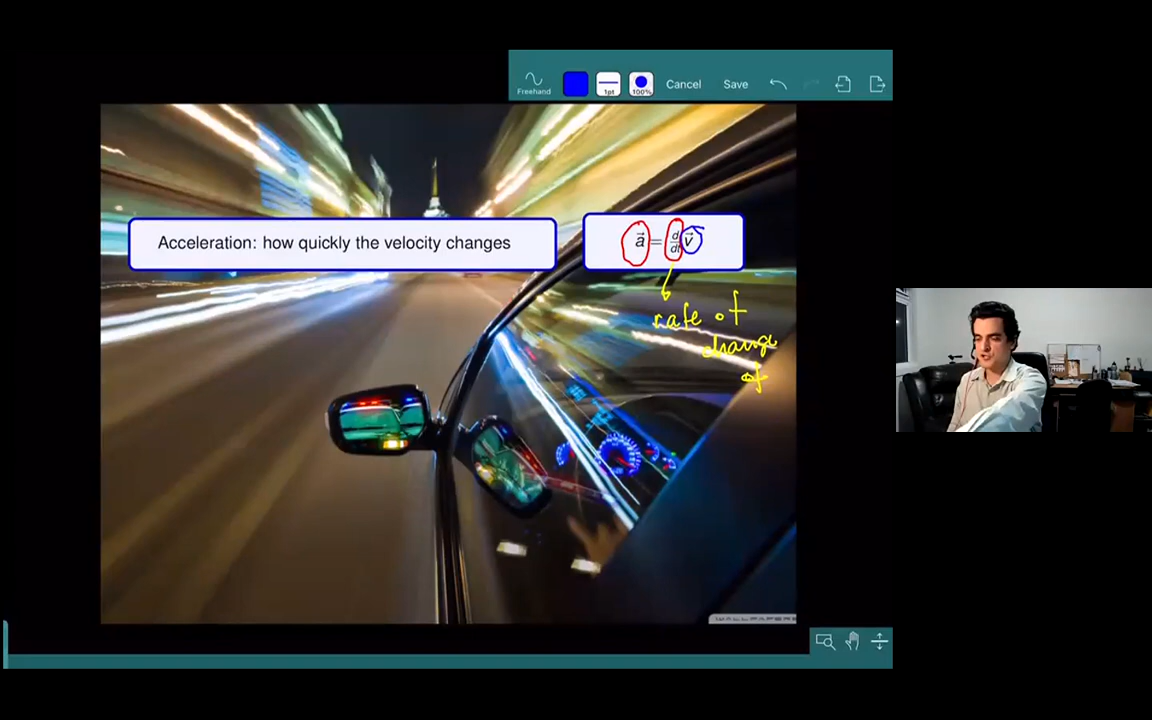 Freehand
1pt
100%
Cancel
Save
Acceleration: how quickly the velocity changes
a⃗ = d/dt v⃗
rate of
change
of